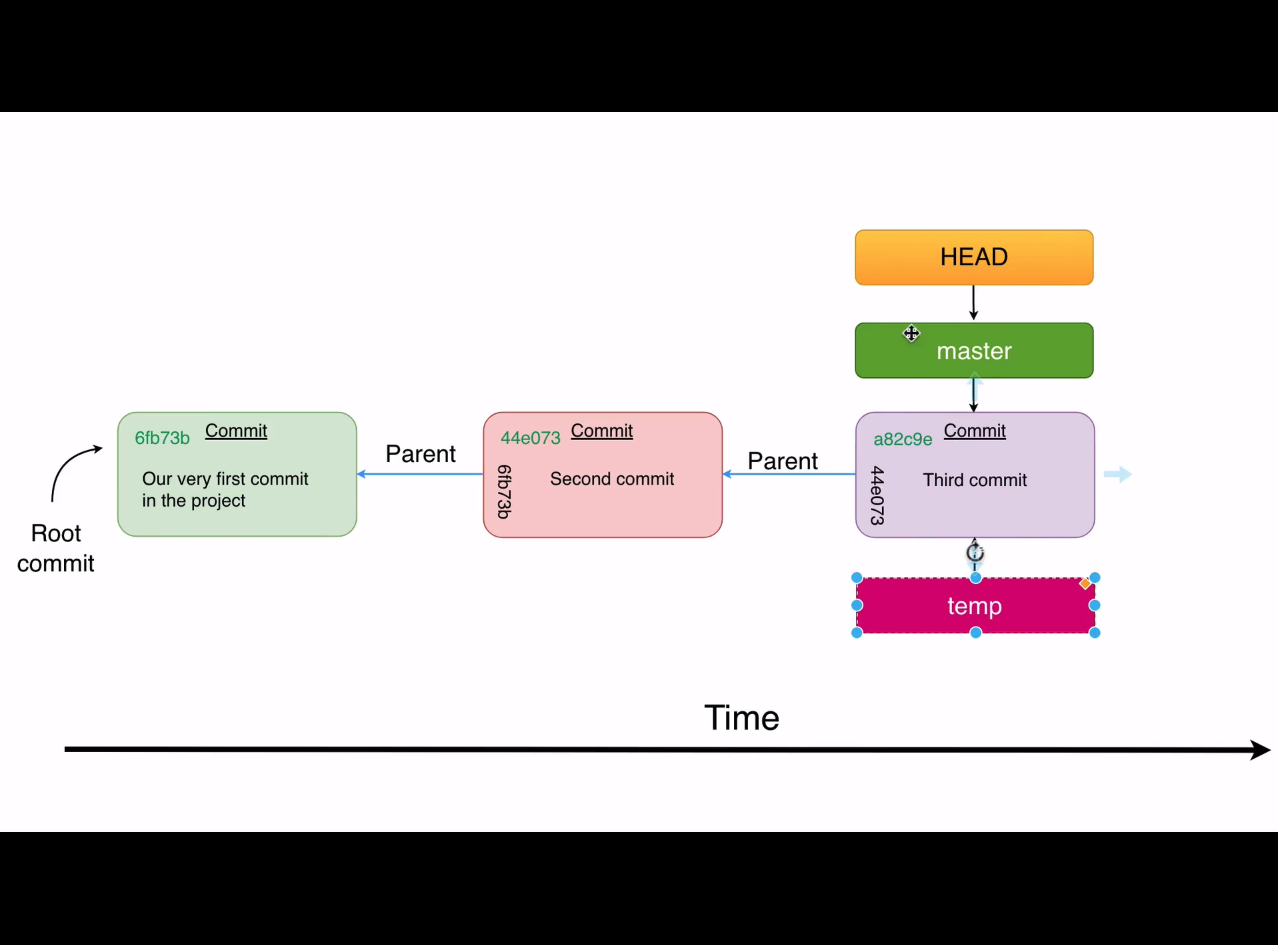 HEAD
master
6fb73b Commit
Our very first commit
in the project
Parent
44e073 Commit
6fb73b
Second commit
Parent
a82c9e Commit
44e073
Third commit
Root
commit
temp
Time